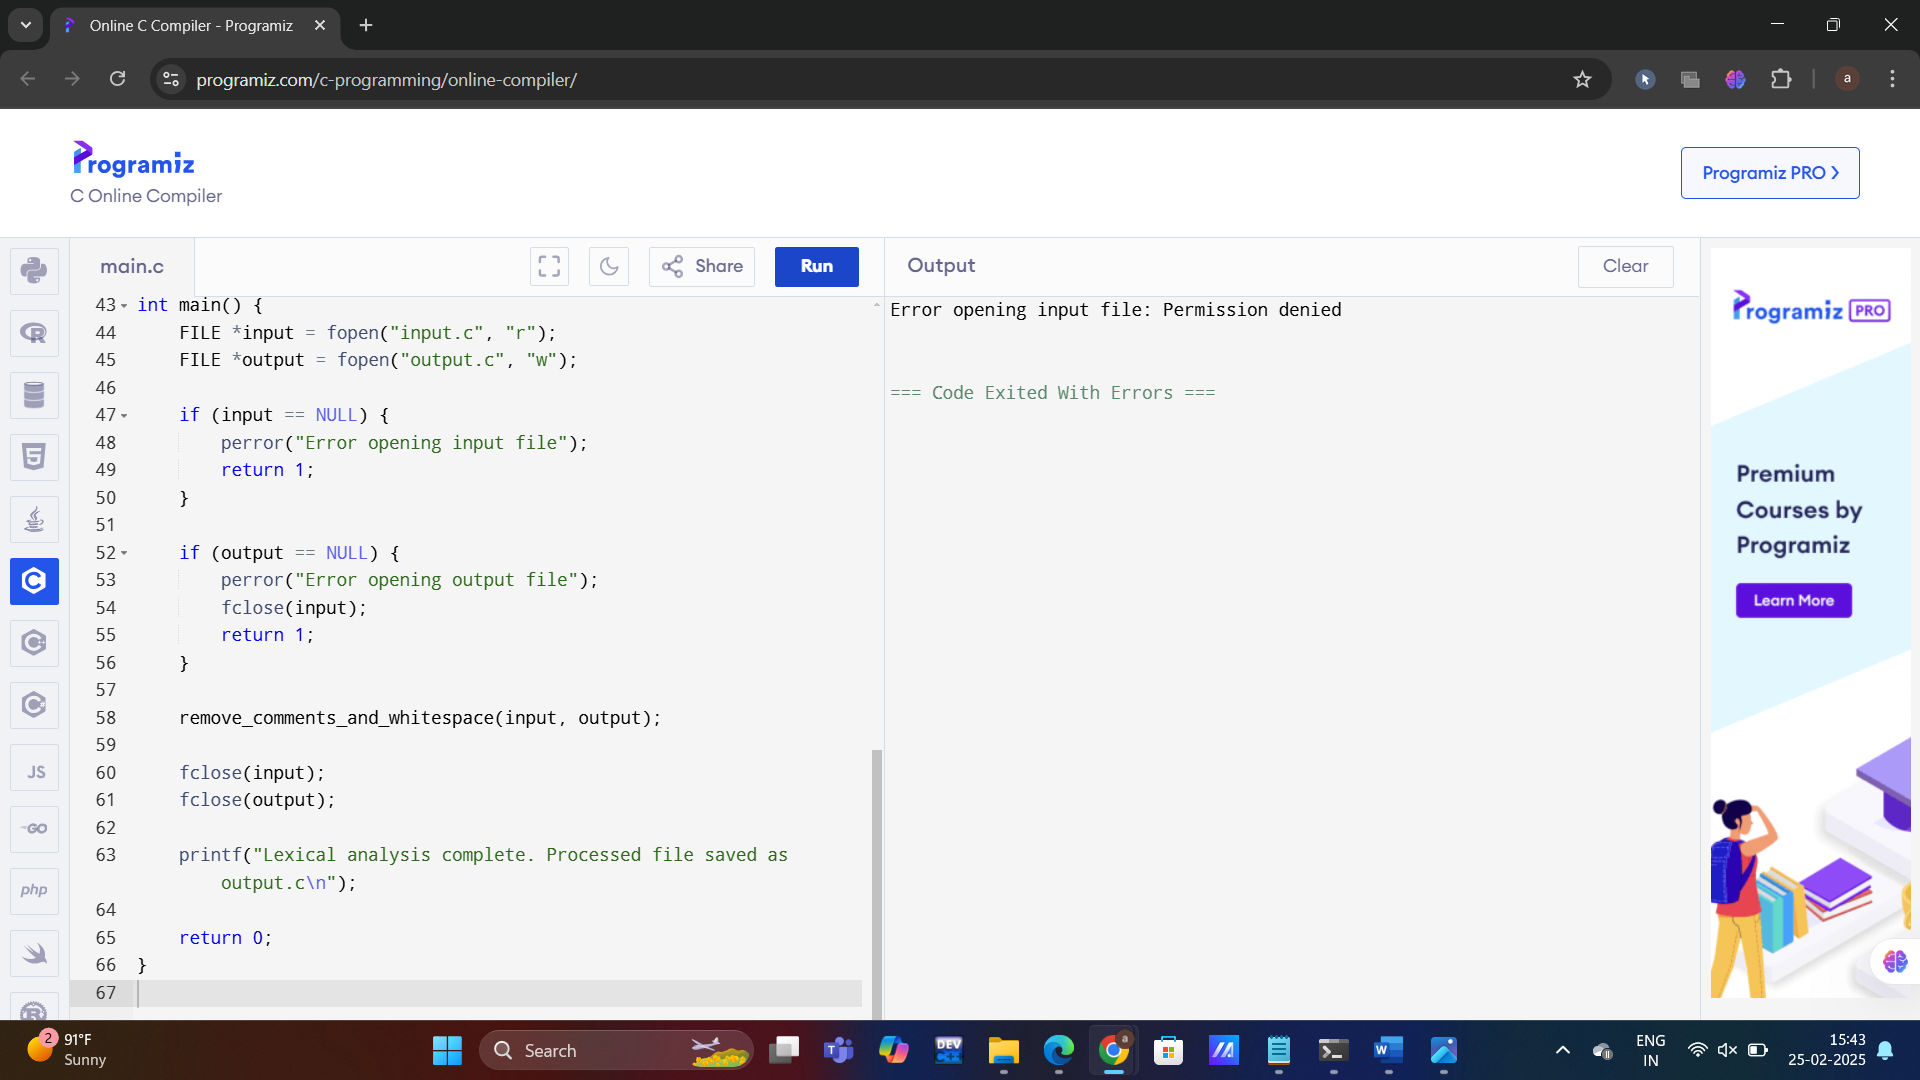 Online C Compiler - Programiz
programiz.com/c-programming/online-compiler/
a
Programiz
C Online Compiler
Programiz PRO
main.c
Share
Run
Output
Clear
43 int main() {
44 FILE *input = fopen("input.c", "r");
45 FILE *output = fopen("output.c", "w");
46
47 if (input == NULL) {
48 perror("Error opening input file");
49 return 1;
50 }
51
52 if (output == NULL) {
53 perror("Error opening output file");
54 fclose(input);
55 return 1;
56 }
57
58 remove_comments_and_whitespace(input, output);
59
60 fclose(input);
61 fclose(output);
62
63 printf("Lexical analysis complete. Processed file saved as
output.c\n");
64
65 return 0;
66 }
67
Error opening input file: Permission denied
=== Code Exited With Errors ===
JS
GO
php
Programiz PRO
Premium
Courses by
Programiz
Learn More
2
91°F
Sunny
Search
DEV
a
ENG
IN
15:43
25-02-2025